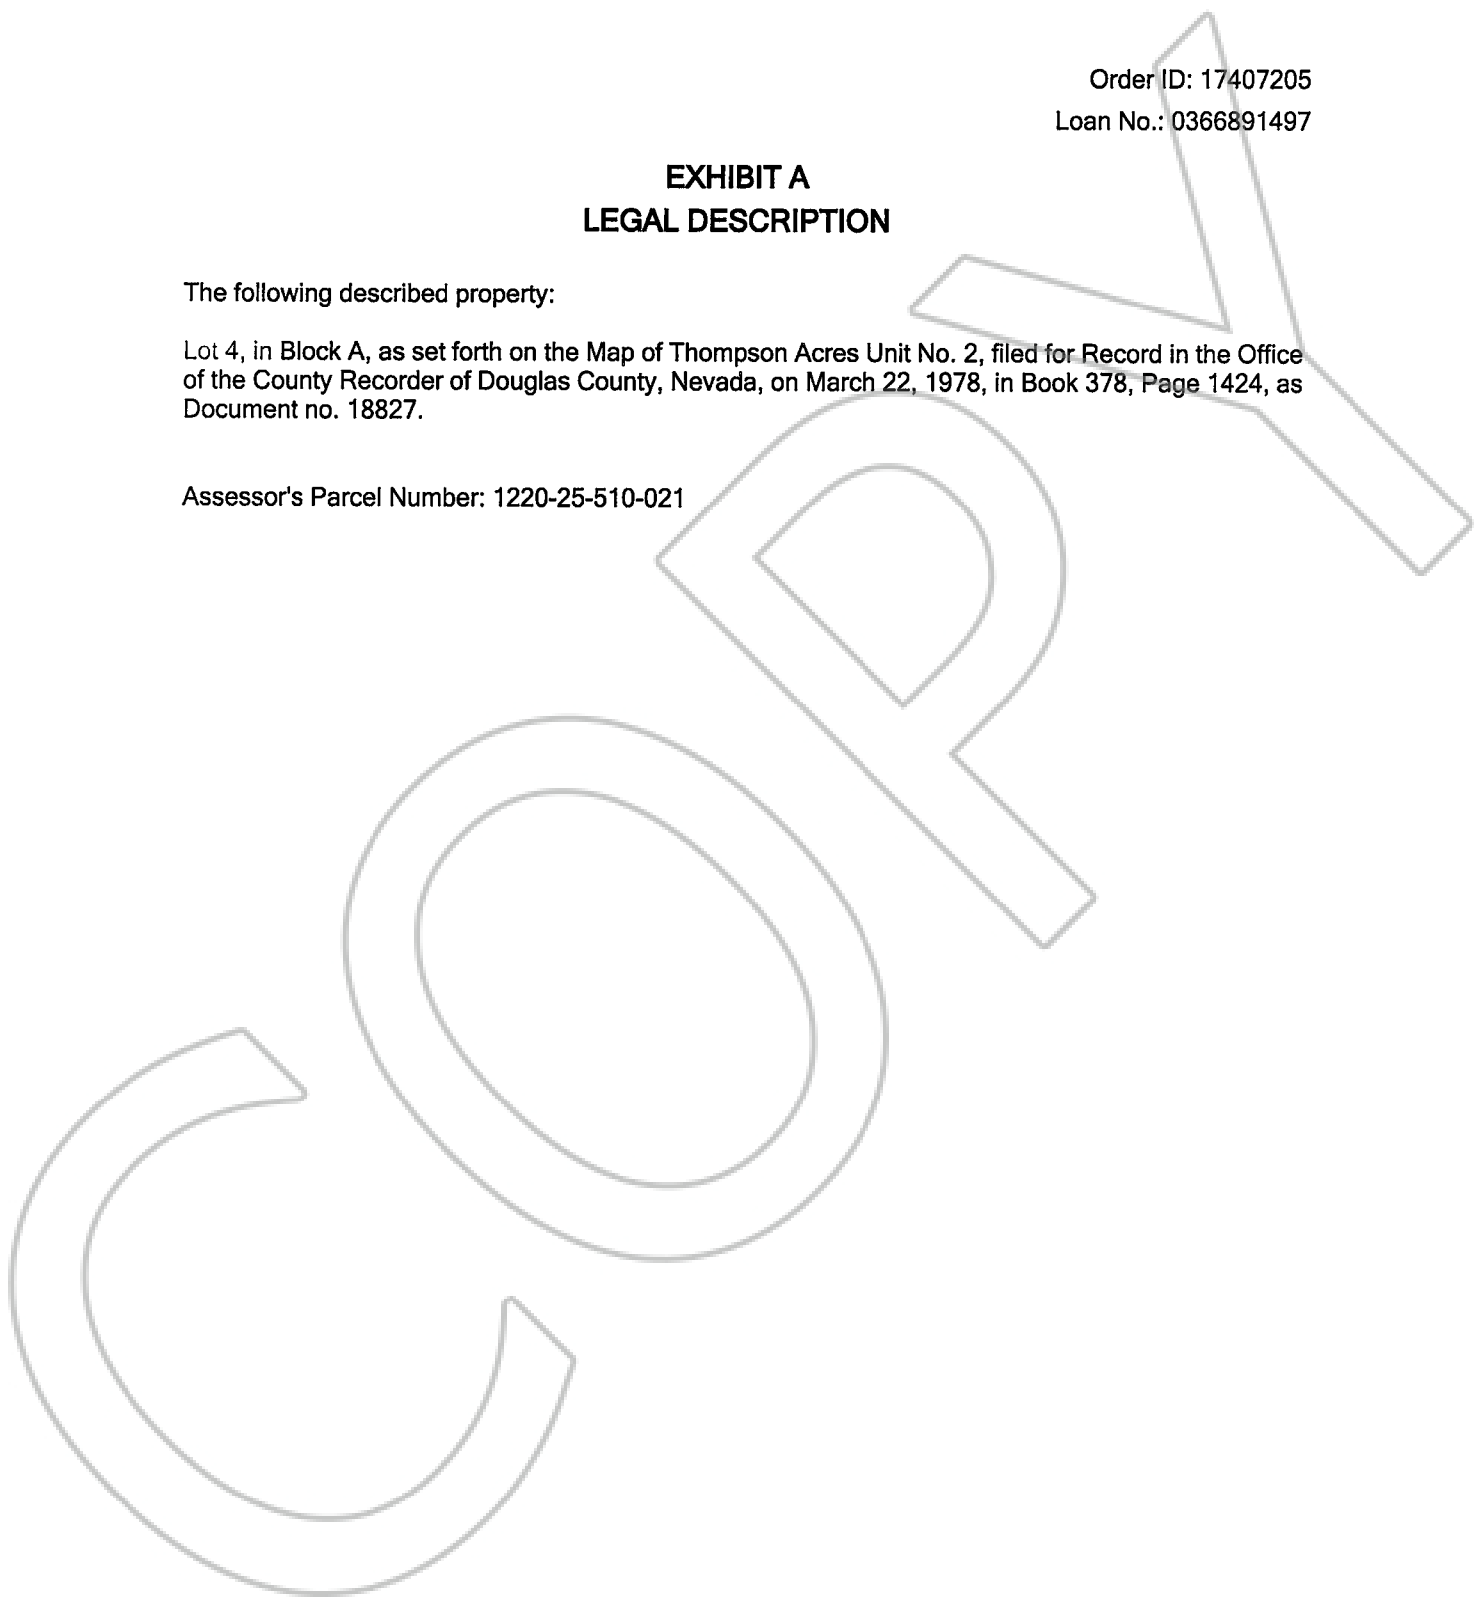 Order ID: 17407205
Loan No.: 0366891497
EXHIBIT A
LEGAL DESCRIPTION
The following described property:
Lot 4, in Block A, as set forth on the Map of Thompson Acres Unit No. 2, filed for Record in the Office
of the County Recorder of Douglas County, Nevada, on March 22, 1978, in Book 378, Page 1424, as
Document no. 18827.
Assessor's Parcel Number: 1220-25-510-021
COPY